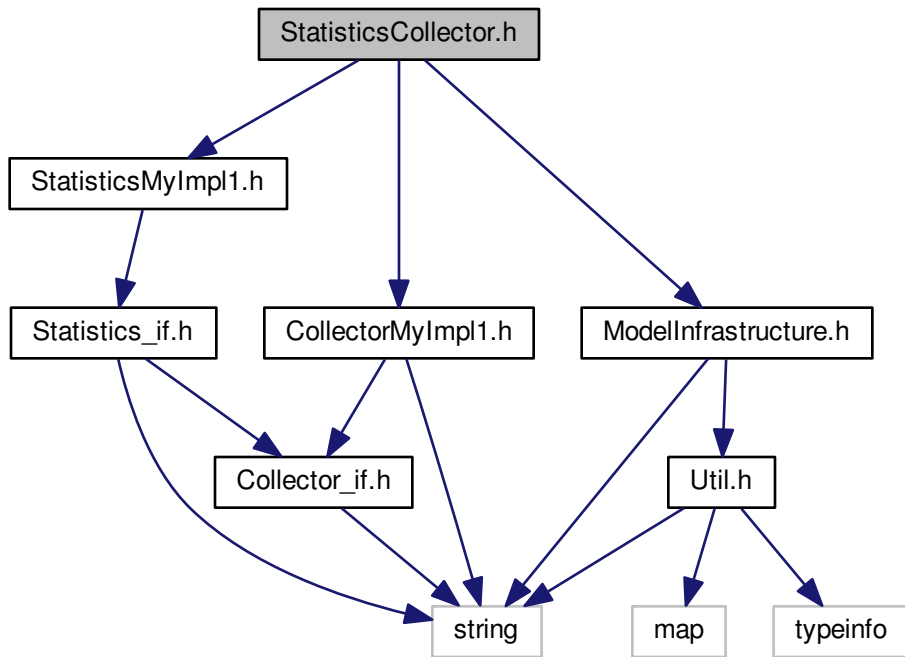 StatisticsCollector.h
StatisticsMyImpl1.h
Statistics_if.h
CollectorMyImpl1.h
ModelInfrastructure.h
Collector_if.h
Util.h
string
map
typeinfo